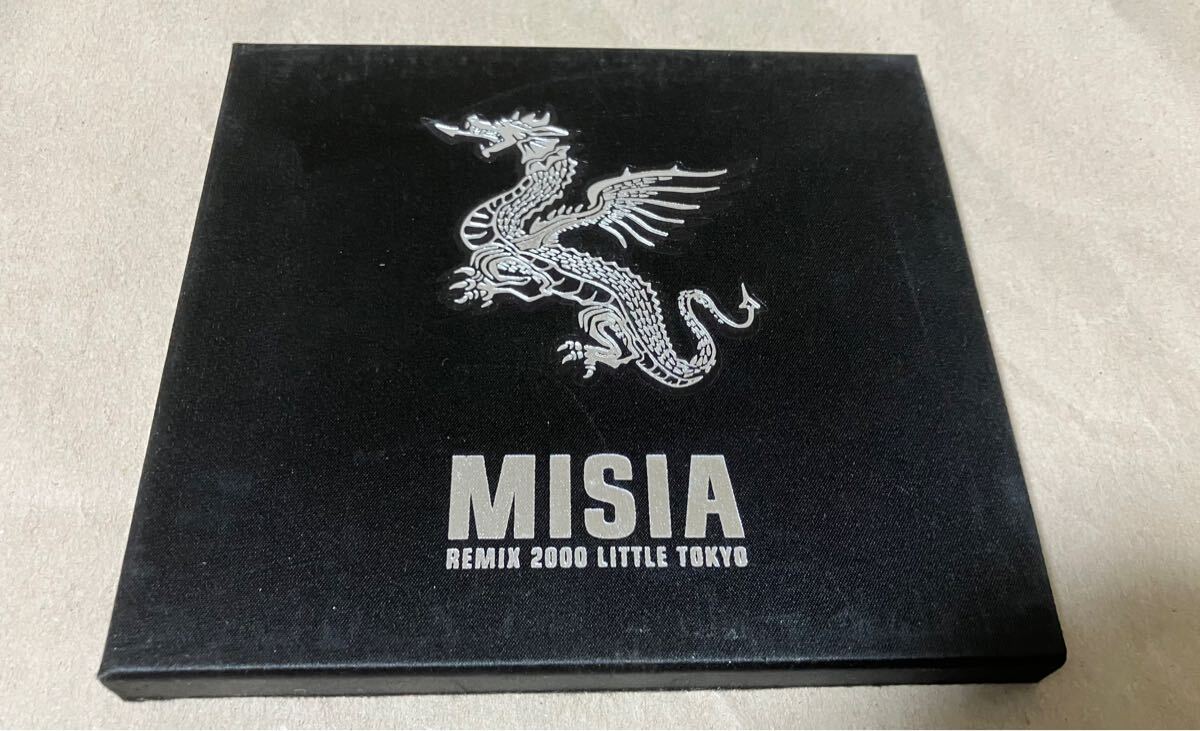 MISIA
REMIX 2000 LITTLE TOKYO